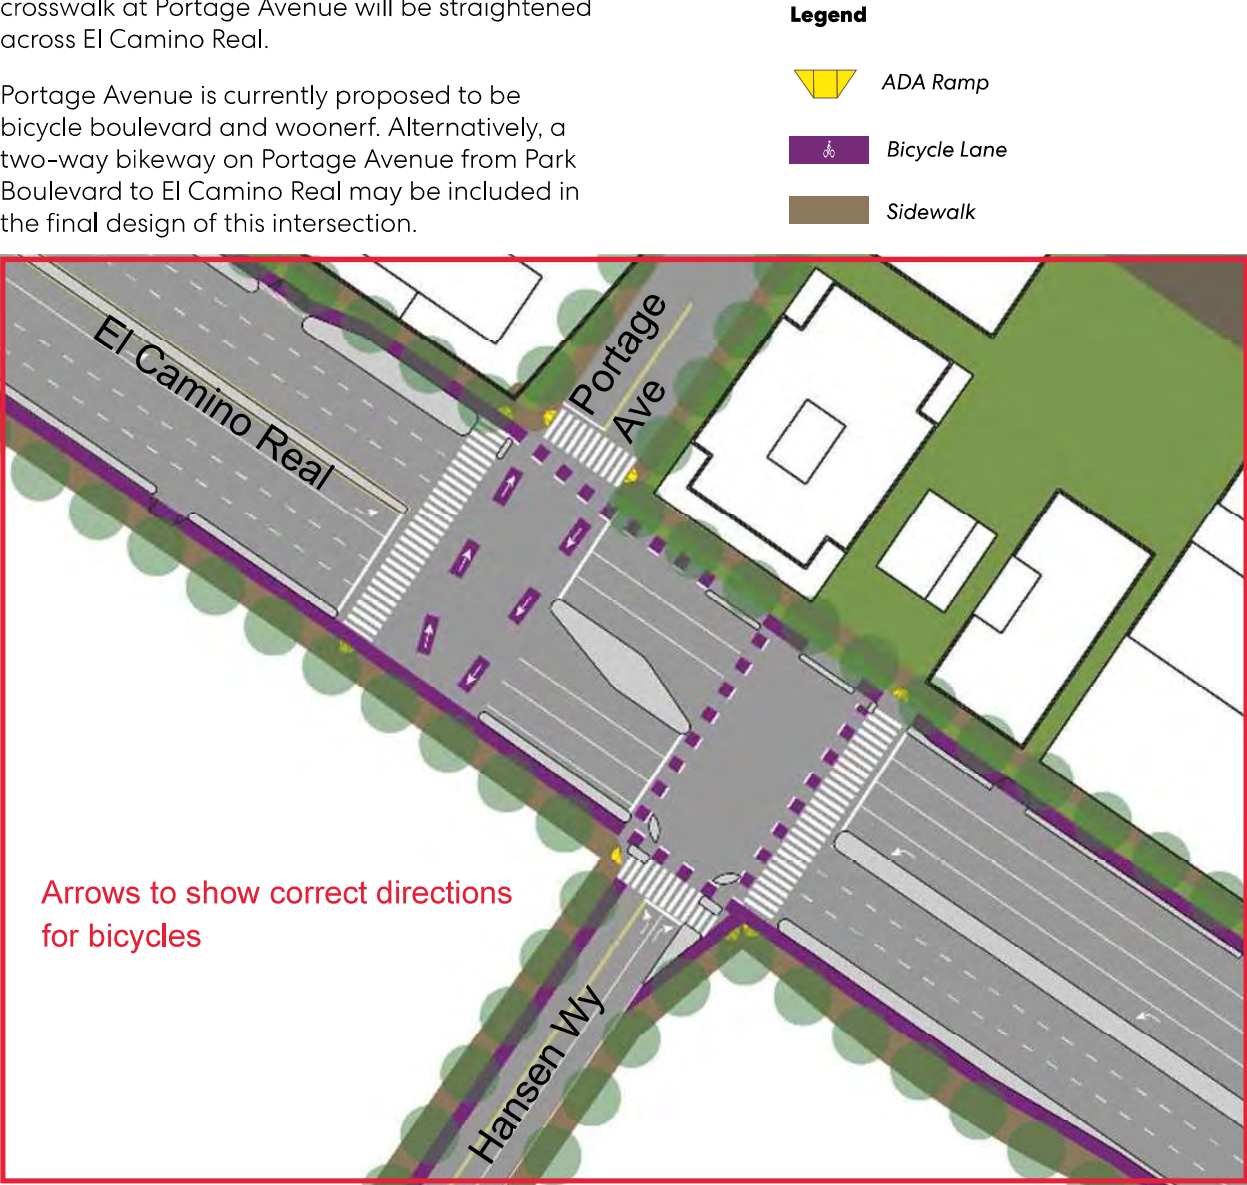 crosswalk at Portage Avenue will be straightened
across El Camino Real.
Portage Avenue is currently proposed to be
bicycle boulevard and woonerf. Alternatively, a
two-way bikeway on Portage Avenue from Park
Boulevard to El Camino Real may be included in
the final design of this intersection.
Legend
ADA Ramp
Bicycle Lane
Sidewalk
El Camino Real
Portage
Ave
Arrows to show correct directions
for bicycles
Hansen Wy